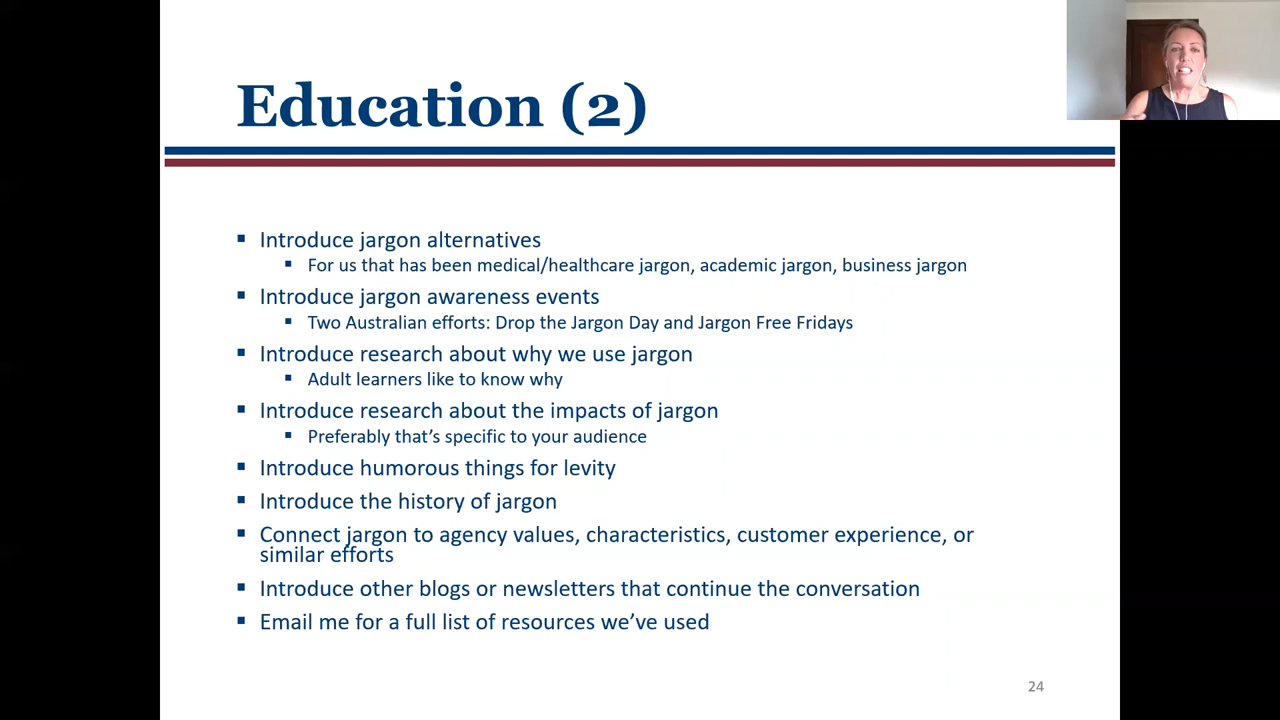 Education (2)
Introduce jargon alternatives
For us that has been medical/healthcare jargon, academic jargon, business jargon
Introduce jargon awareness events
Two Australian efforts: Drop the Jargon Day and Jargon Free Fridays
Introduce research about why we use jargon
Adult learners like to know why
Introduce research about the impacts of jargon
Preferably that’s specific to your audience
Introduce humorous things for levity
Introduce the history of jargon
Connect jargon to agency values, characteristics, customer experience, or
similar efforts
Introduce other blogs or newsletters that continue the conversation
Email me for a full list of resources we’ve used
24